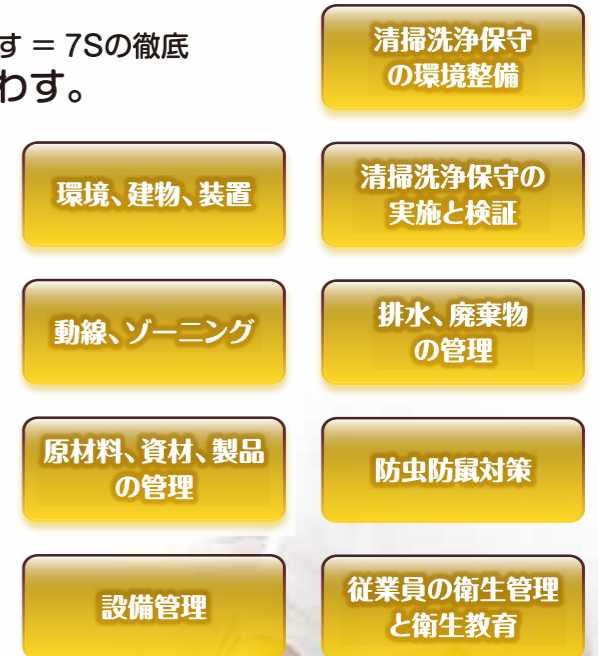 す = 7Sの徹底
わす。
環境、建物、装置
動線、ゾーニング
原材料、資材、製品
の管理
設備管理
清掃洗浄保守
の環境整備
清掃洗浄保守の
実施と検証
排水、廃棄物
の管理
防虫防鼠対策
従業員の衛生管理
と衛生教育